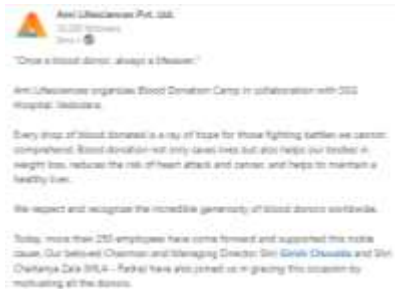 Ami Lifesciences Pvt. Ltd.
followers
"Once a blood donor, always a lifesaver."
Ami Lifesciences organizes Blood Donation Camp in collaboration with SSG
Hospital, Vadodara.
Every drop of blood donated is a ray of hope for those fighting battles we cannot
comprehend. Blood donation not only saves lives but also helps our bodies in
weight loss, reduces the risk of heart attack and cancer, and helps to maintain a
healthy liver.
We respect and recognize the incredible generosity of blood donors worldwide.
Today, more than 250 employees have come forward and supported this noble
cause. Our beloved Chairman and Managing Director Shri Girish Chovatia and Shri
Chaitanya Zala (MLA - Padra) have also joined us in gracing this occasion by
motivating all the donors.